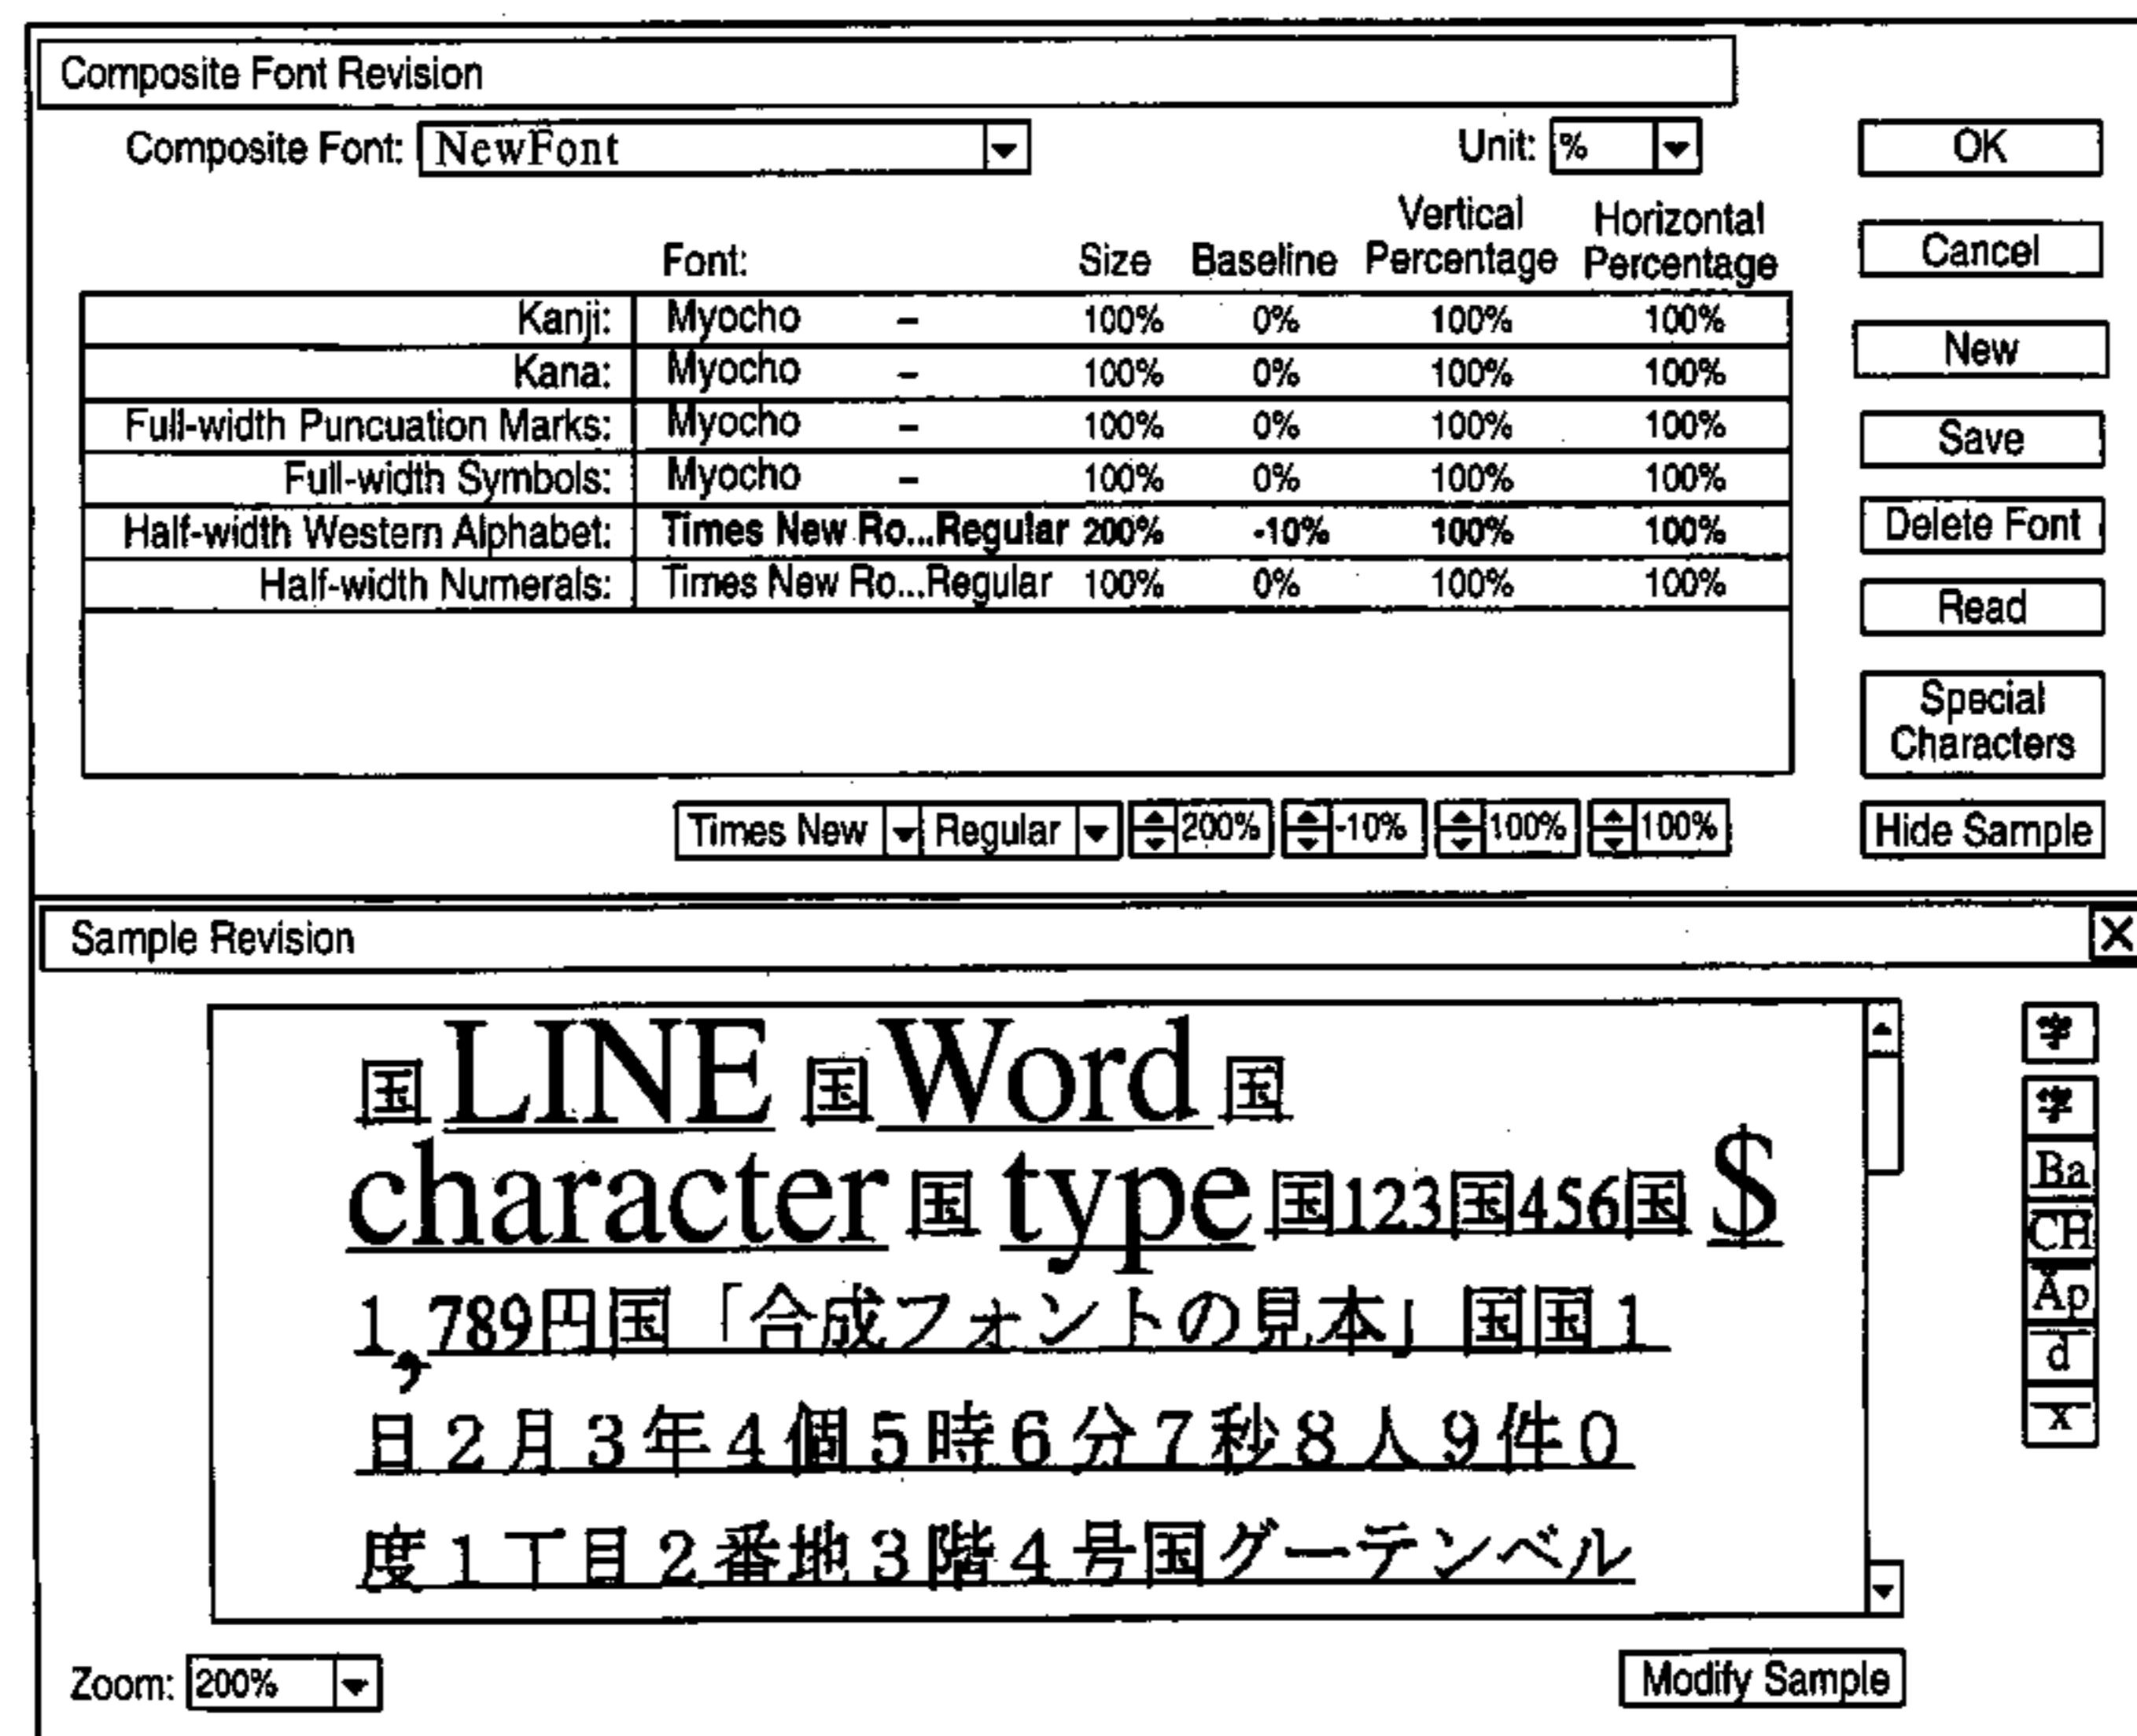 Composite Font Revision
Composite Font: NewFont Unit: % OK
Cancel
Font: Size Baseline Vertical Percentage Horizontal Percentage
Kanji: Myocho – 100% 0% 100% 100%
New
Kana: Myocho – 100% 0% 100% 100%
Full-width Puncuation Marks: Myocho – 100% 0% 100% 100%
Save
Full-width Symbols: Myocho – 100% 0% 100% 100%
Half-width Western Alphabet: Times New Ro...Regular 200% -10% 100% 100%
Delete Font
Half-width Numerals: Times New Ro...Regular 100% 0% 100% 100%
Read
Special
Characters
Times New Regular 200% -10% 100% 100% Hide Sample
Sample Revision X
国LINE国Word国
character国type国123国456国$
1,789円国「合成フォントの見本」国国1
日2月3年4個5時6分7秒8人9件0
度1丁目2番地3階4号国グーテンベル
字
字
Ba
CH
Åp
d
x
Zoom: 200% Modify Sample